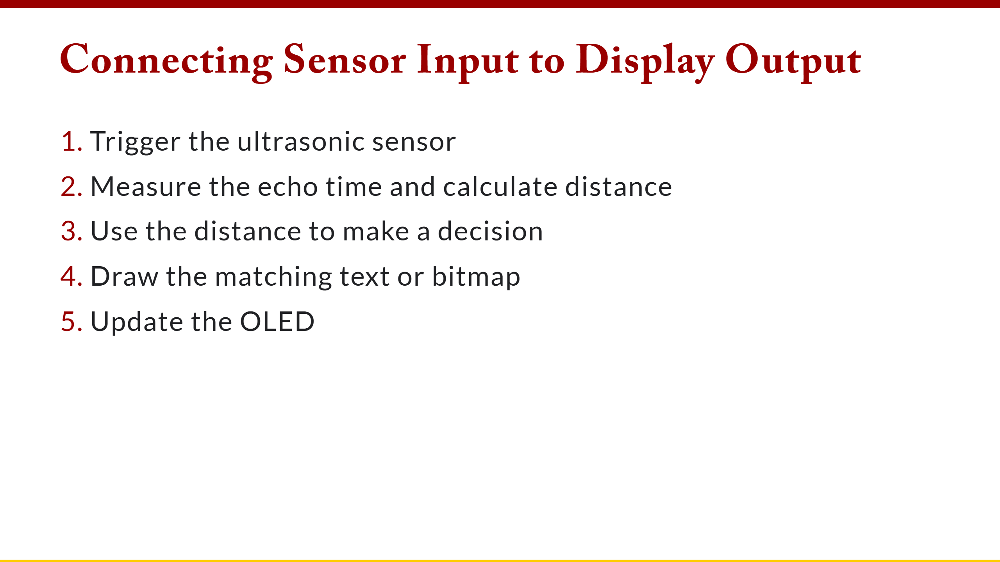 Connecting Sensor Input to Display Output
1. Trigger the ultrasonic sensor
2. Measure the echo time and calculate distance
3. Use the distance to make a decision
4. Draw the matching text or bitmap
5. Update the OLED